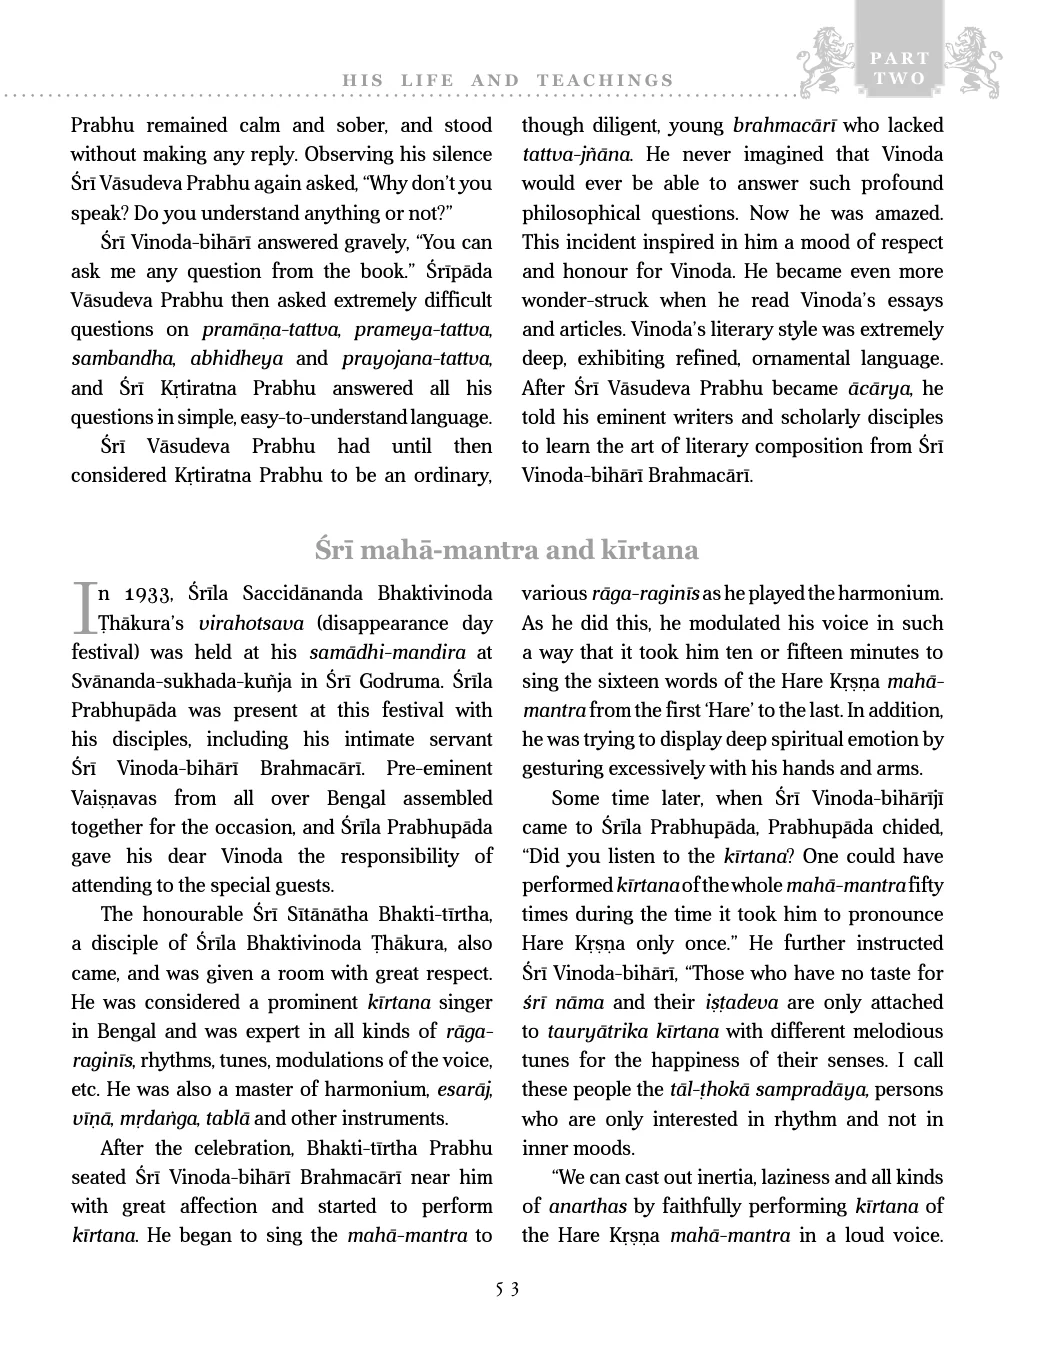 PART
TWO
HIS LIFE AND TEACHINGS
Prabhu remained calm and sober, and stood
without making any reply. Observing his silence
Śrī Vāsudeva Prabhu again asked, “Why don’t you
speak? Do you understand anything or not?”
Śrī Vinoda-bihārī answered gravely, “You can
ask me any question from the book.” Śrīpāda
Vāsudeva Prabhu then asked extremely difficult
questions on pramāṇa-tattva, prameya-tattva,
sambandha, abhidheya and prayojana-tattva,
and Śrī Kṛtiratna Prabhu answered all his
questions in simple, easy-to-understand language.
Śrī Vāsudeva Prabhu had until then
considered Kṛtiratna Prabhu to be an ordinary,
though diligent, young brahmacārī who lacked
tattva-jñāna. He never imagined that Vinoda
would ever be able to answer such profound
philosophical questions. Now he was amazed.
This incident inspired in him a mood of respect
and honour for Vinoda. He became even more
wonder-struck when he read Vinoda’s essays
and articles. Vinoda’s literary style was extremely
deep, exhibiting refined, ornamental language.
After Śrī Vāsudeva Prabhu became ācārya, he
told his eminent writers and scholarly disciples
to learn the art of literary composition from Śrī
Vinoda-bihārī Brahmacārī.
Śrī mahā-mantra and kīrtana
In 1933, Śrīla Saccidānanda Bhaktivinoda
Ṭhākura’s virahotsava (disappearance day
festival) was held at his samādhi-mandira at
Svānanda-sukhada-kuñja in Śrī Godruma. Śrīla
Prabhupāda was present at this festival with
his disciples, including his intimate servant
Śrī Vinoda-bihārī Brahmacārī. Pre-eminent
Vaiṣṇavas from all over Bengal assembled
together for the occasion, and Śrīla Prabhupāda
gave his dear Vinoda the responsibility of
attending to the special guests.
The honourable Śrī Sītānātha Bhakti-tīrtha,
a disciple of Śrīla Bhaktivinoda Ṭhākura, also
came, and was given a room with great respect.
He was considered a prominent kīrtana singer
in Bengal and was expert in all kinds of rāga-
raginīs, rhythms, tunes, modulations of the voice,
etc. He was also a master of harmonium, esarāj,
vīṇā, mṛdaṅga, tablā and other instruments.
After the celebration, Bhakti-tīrtha Prabhu
seated Śrī Vinoda-bihārī Brahmacārī near him
with great affection and started to perform
kīrtana. He began to sing the mahā-mantra to
various rāga-raginīs as he played the harmonium.
As he did this, he modulated his voice in such
a way that it took him ten or fifteen minutes to
sing the sixteen words of the Hare Kṛṣṇa mahā-
mantra from the first ‘Hare’ to the last. In addition,
he was trying to display deep spiritual emotion by
gesturing excessively with his hands and arms.
Some time later, when Śrī Vinoda-bihārījī
came to Śrīla Prabhupāda, Prabhupāda chided,
“Did you listen to the kīrtana? One could have
performed kīrtana of the whole mahā-mantra fifty
times during the time it took him to pronounce
Hare Kṛṣṇa only once.” He further instructed
Śrī Vinoda-bihārī, “Those who have no taste for
śrī nāma and their iṣṭadeva are only attached
to tauryātrika kīrtana with different melodious
tunes for the happiness of their senses. I call
these people the tāl-ṭhokā sampradāya, persons
who are only interested in rhythm and not in
inner moods.
“We can cast out inertia, laziness and all kinds
of anarthas by faithfully performing kīrtana of
the Hare Kṛṣṇa mahā-mantra in a loud voice.
53